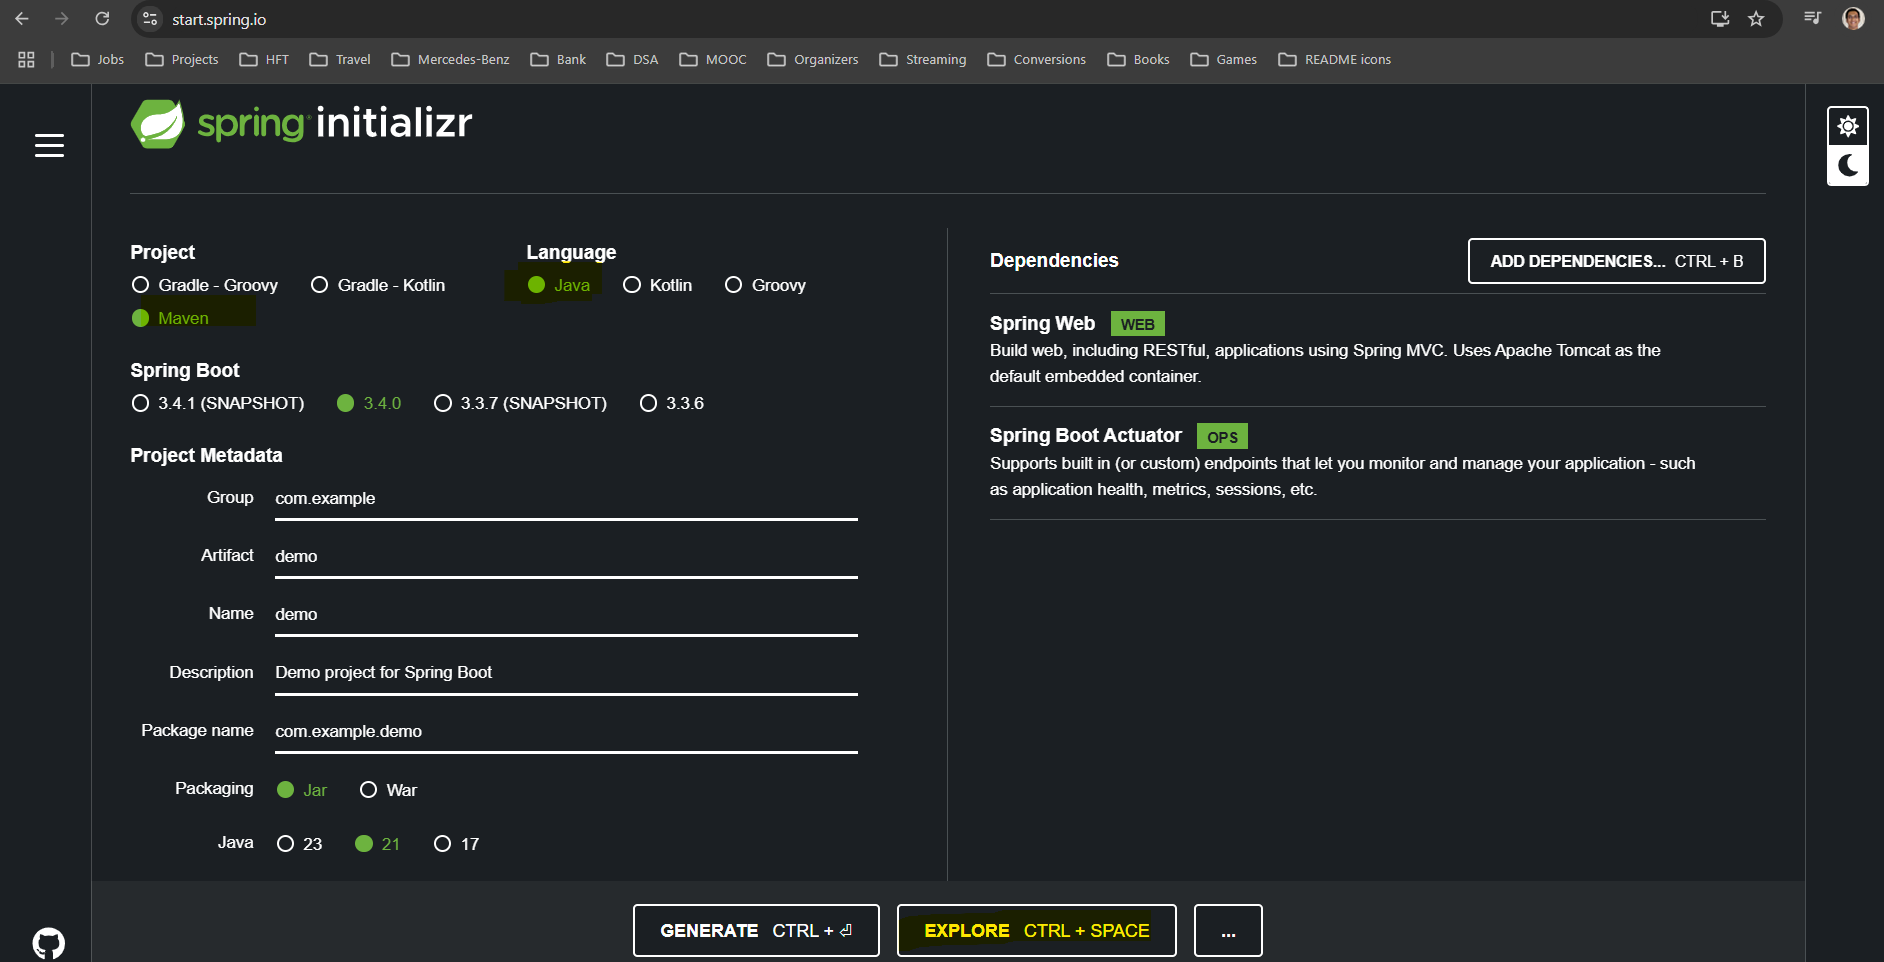 start.spring.io
Jobs Projects HFT Travel Mercedes-Benz Bank DSA MOOC Organizers Streaming Conversions Books Games README icons
spring initializr
Project
Gradle - Groovy Gradle - Kotlin
Maven
Language
Java Kotlin Groovy
Spring Boot
3.4.1 (SNAPSHOT) 3.4.0 3.3.7 (SNAPSHOT) 3.3.6
Project Metadata
Group com.example
Artifact demo
Name demo
Description Demo project for Spring Boot
Package name com.example.demo
Packaging Jar War
Java 23 21 17
Dependencies ADD DEPENDENCIES... CTRL + B
Spring Web WEB
Build web, including RESTful, applications using Spring MVC. Uses Apache Tomcat as the
default embedded container.
Spring Boot Actuator OPS
Supports built in (or custom) endpoints that let you monitor and manage your application - such
as application health, metrics, sessions, etc.
GENERATE CTRL + ⏎ EXPLORE CTRL + SPACE ...